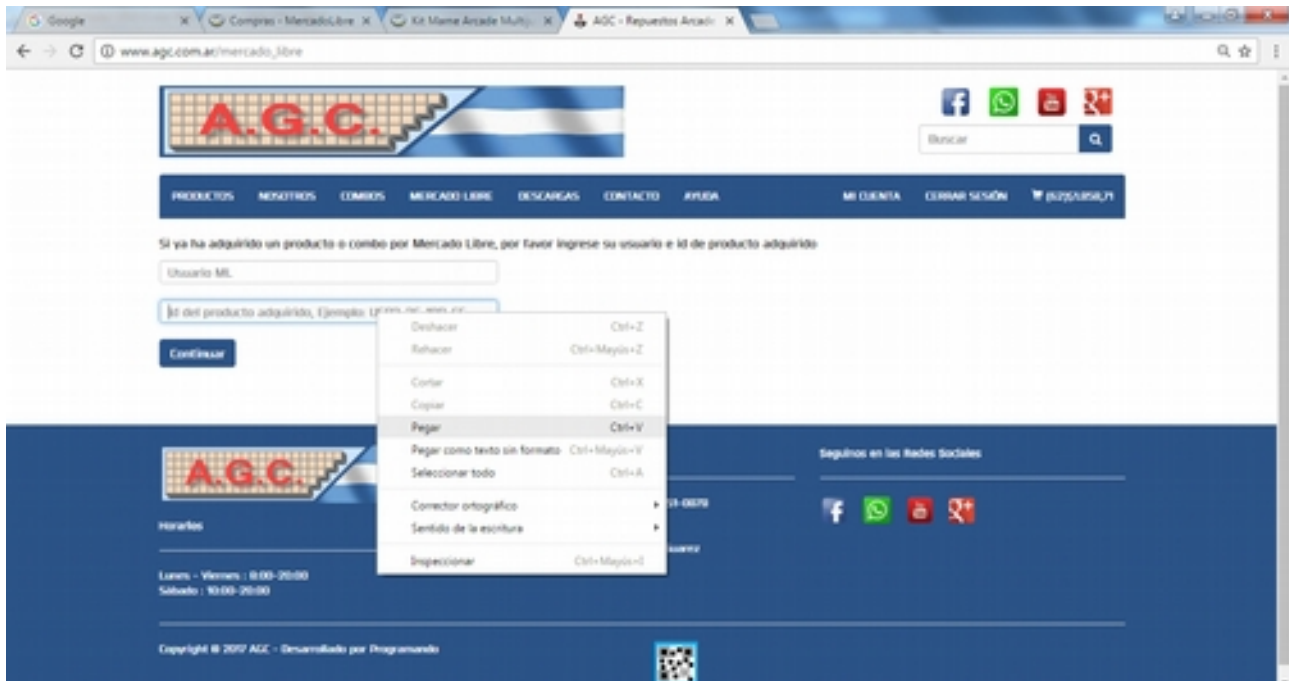 Google
Compras - MercadoLibre
Kit Mame Arcade Multij
AGC - Repuestos Arcade
www.agc.com.ar/mercado_libre
A.G.C.
Buscar
PRODUCTOS NOSOTROS COMBOS MERCADO LIBRE DESCARGAS CONTACTO AYUDA MI CUENTA CERRAR SESIÓN
Si ya ha adquirido un producto o combo por Mercado Libre, por favor ingrese su usuario e id de producto adquirido
Usuario ML
Id del producto adquirido, Ejemplo:
Continuar
Deshacer Ctrl+Z
Rehacer Ctrl+Mayús+Z
Cortar Ctrl+X
Copiar Ctrl+C
Pegar Ctrl+V
Pegar como texto sin formato Ctrl+Mayús+V
Seleccionar todo Ctrl+A
Corrector ortográfico
Sentido de la escritura
Inspeccionar Ctrl+Mayús+I
A.G.C.
Horarios
Lunes - Viernes : 8:00-20:00
Sábado : 10:00-20:00
Seguinos en las Redes Sociales
Copyright © 2017 AGC - Desarrollado por Programando